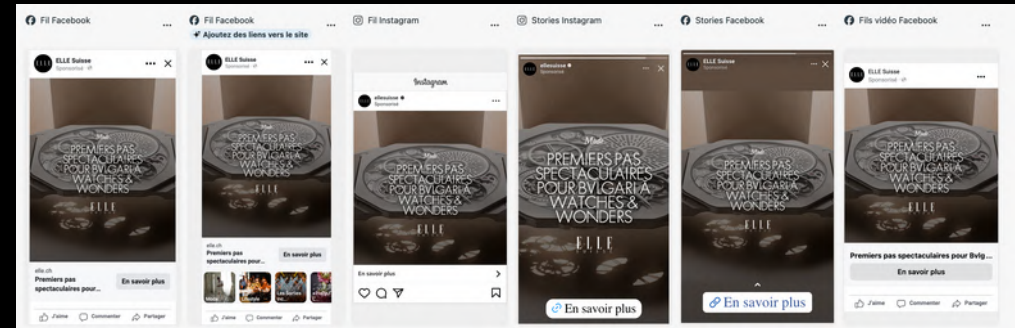 Fil Facebook
Fil Facebook
Ajoutez des liens vers le site
Fil Instagram
Stories Instagram
Stories Facebook
Fils vidéo Facebook
ELLE
ELLE Suisse
Sponsorisé
Mode
PREMIERS PAS
SPECTACULAIRES
POUR BVLGARI À
WATCHES &
WONDERS
ELLE
elle.ch
Premiers pas
spectaculaires pour...
En savoir plus
J'aime
Commenter
Partager
ELLE
ELLE Suisse
Sponsorisé
Mode
PREMIERS PAS
SPECTACULAIRES
POUR BVLGARI À
WATCHES &
WONDERS
ELLE
elle.ch
Premiers pas
spectaculaires pour...
En savoir plus
Mode
Lifestyle
J'aime
Commenter
Partager
Instagram
ellesuisse
Sponsorisé
Mode
PREMIERS PAS
SPECTACULAIRES
POUR BVLGARI À
WATCHES &
WONDERS
ELLE
En savoir plus
ellesuisse
Sponsorisé
Mode
PREMIERS PAS
SPECTACULAIRES
POUR BVLGARI À
WATCHES &
WONDERS
ELLE
SUISSE
En savoir plus
ELLE Suisse
Sponsorisé
Mode
PREMIERS PAS
SPECTACULAIRES
POUR BVLGARI À
WATCHES &
WONDERS
ELLE
En savoir plus
ELLE Suisse
Sponsorisé
Mode
PREMIERS PAS
SPECTACULAIRES
POUR BVLGARI À
WATCHES &
WONDERS
ELLE
Premiers pas spectaculaires pour Bvlg...
En savoir plus
J'aime
Commenter
Partager